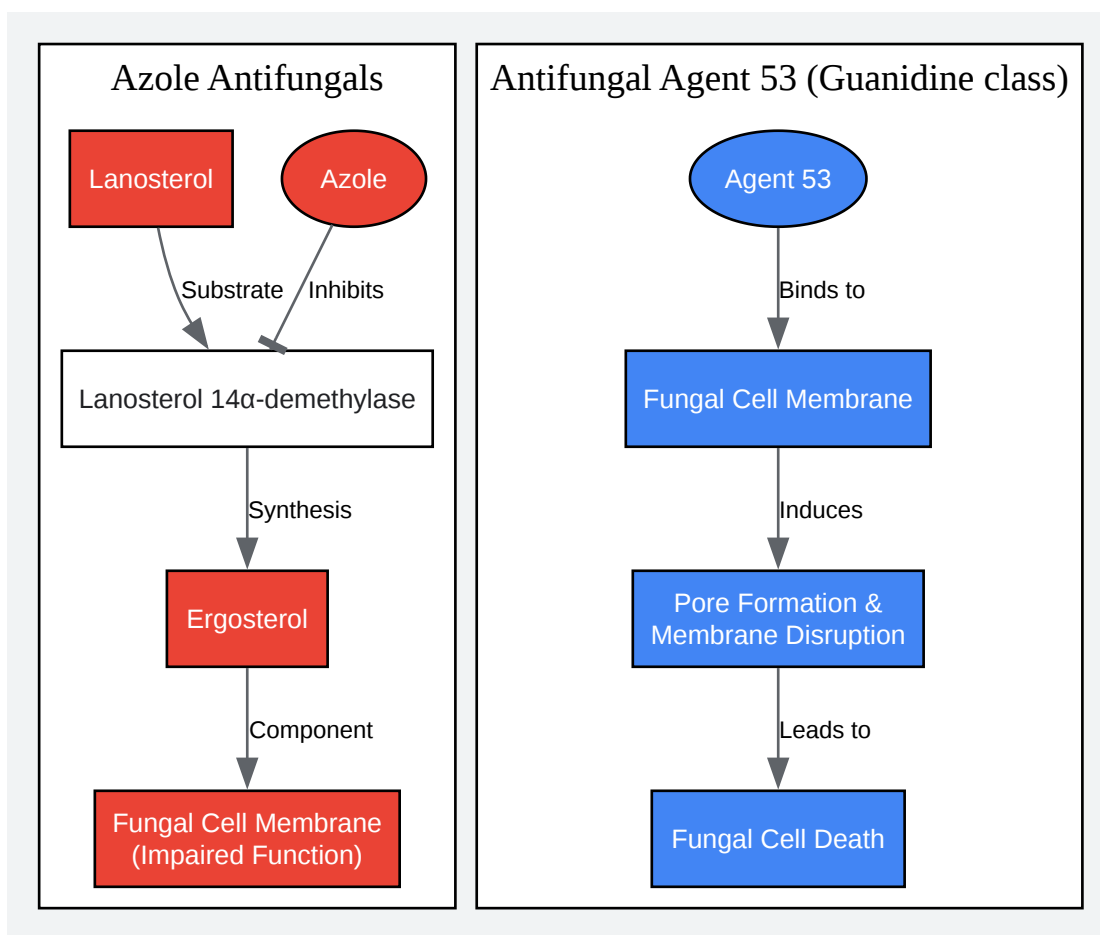 Azole Antifungals
Lanosterol
Azole
Substrate
Inhibits
Lanosterol 14α-demethylase
Synthesis
Ergosterol
Component
Fungal Cell Membrane
(Impaired Function)
Antifungal Agent 53 (Guanidine class)
Agent 53
Binds to
Fungal Cell Membrane
Induces
Pore Formation &
Membrane Disruption
Leads to
Fungal Cell Death